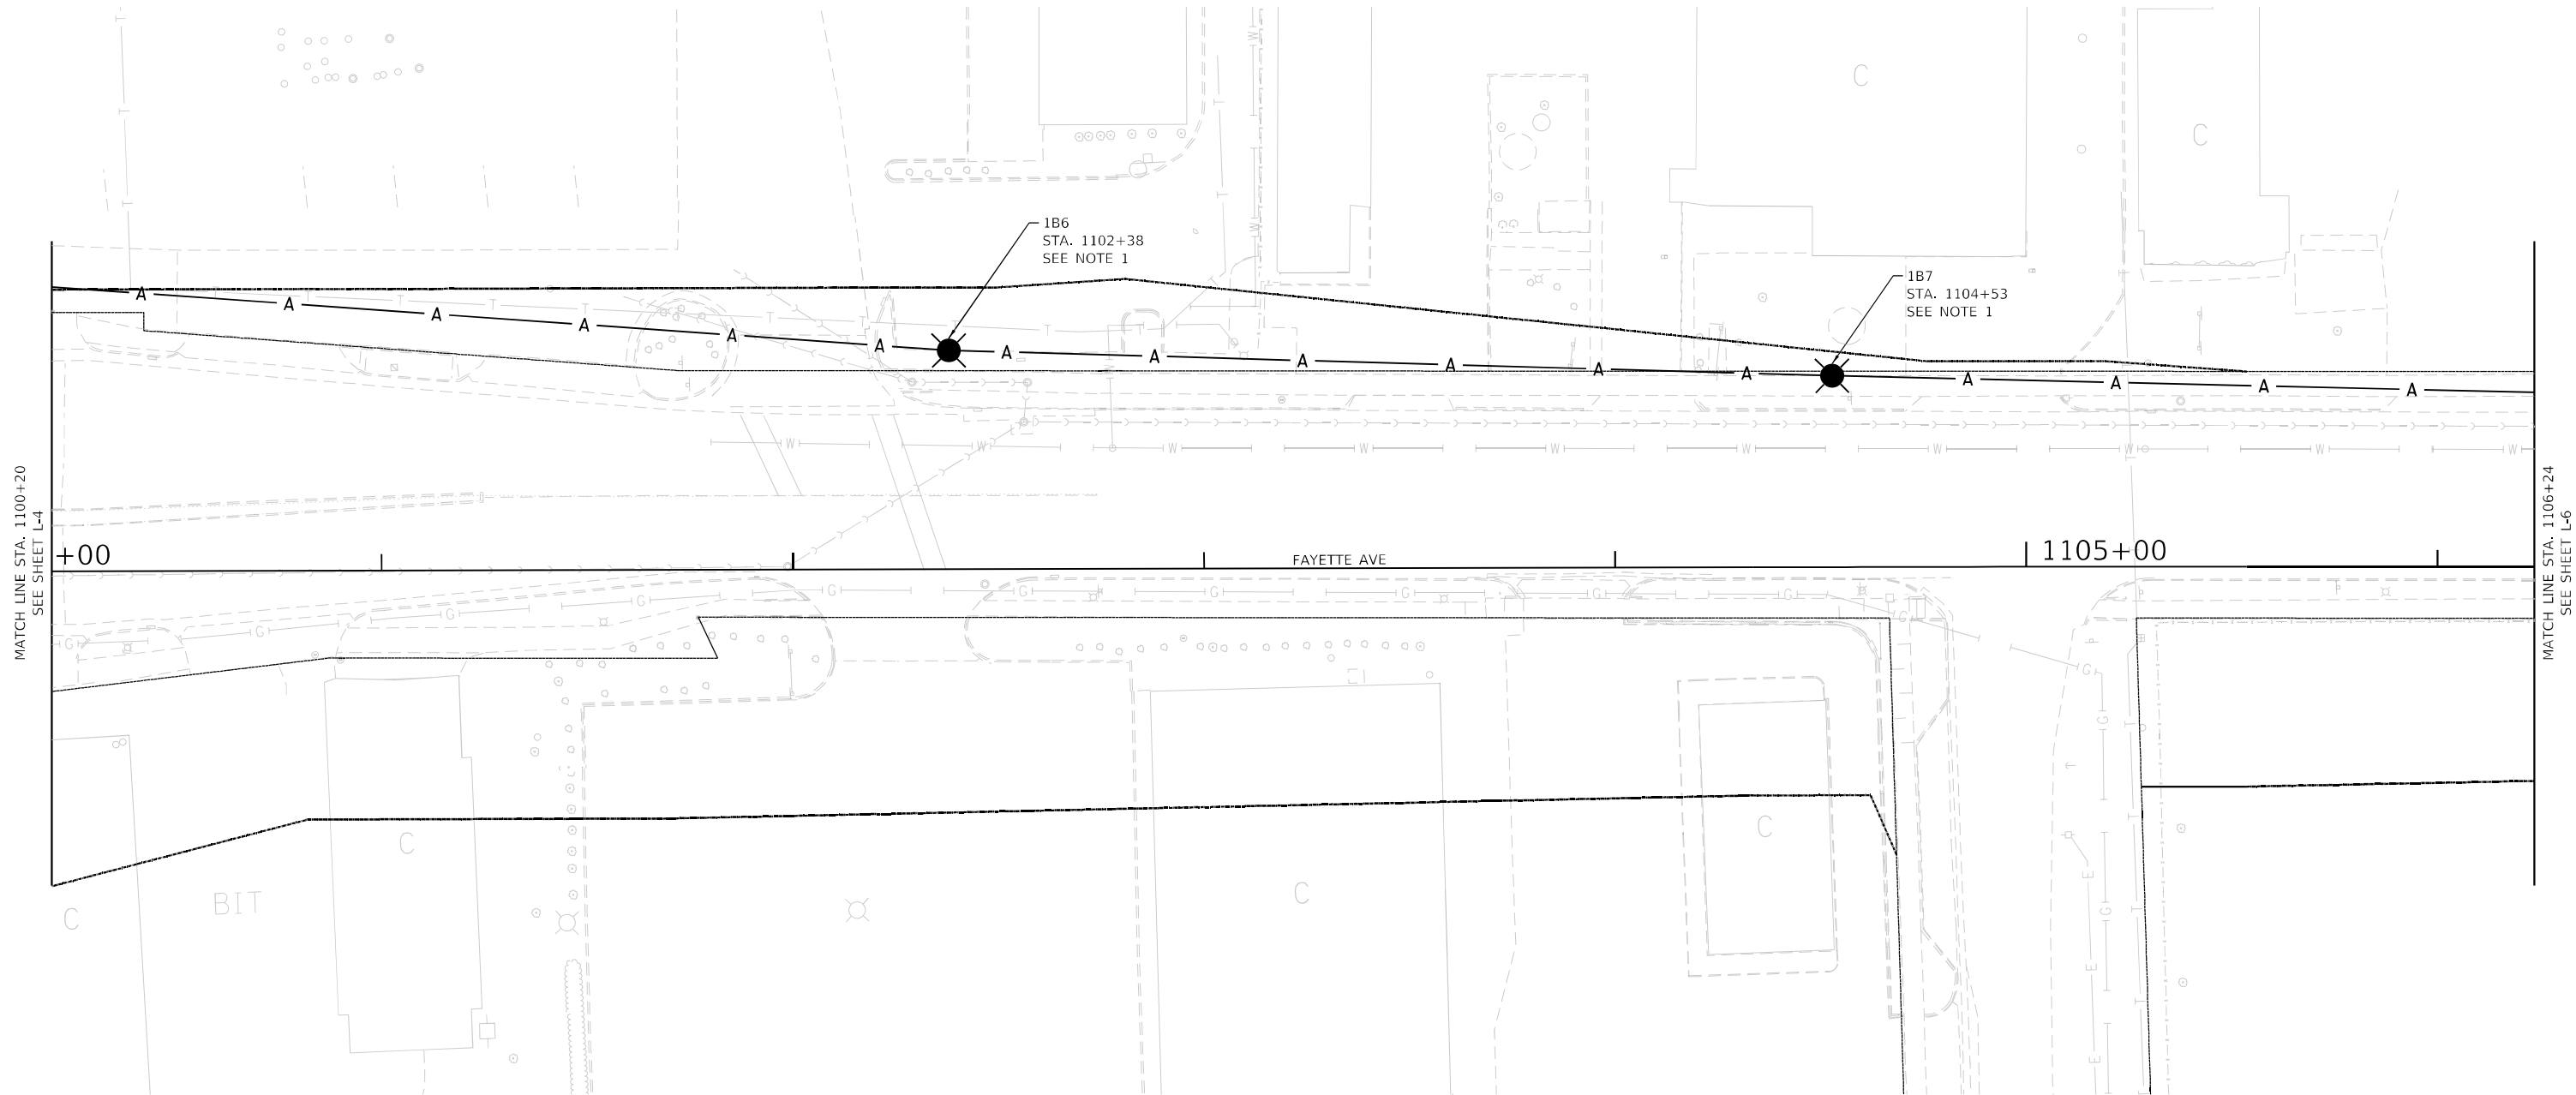 C
C
1B6
STA. 1102+38
SEE NOTE 1
1B7
STA. 1104+53
SEE NOTE 1
A A A A A A A A A A A A A A A A
T T T T T
W W W W W W W W W W
MATCH LINE STA. 1100+20
SEE SHEET L-4
+00
FAYETTE AVE
1105+00
MATCH LINE STA. 1106+24
SEE SHEET L-6
G G G G G G G G G
C
C
BIT
C
C